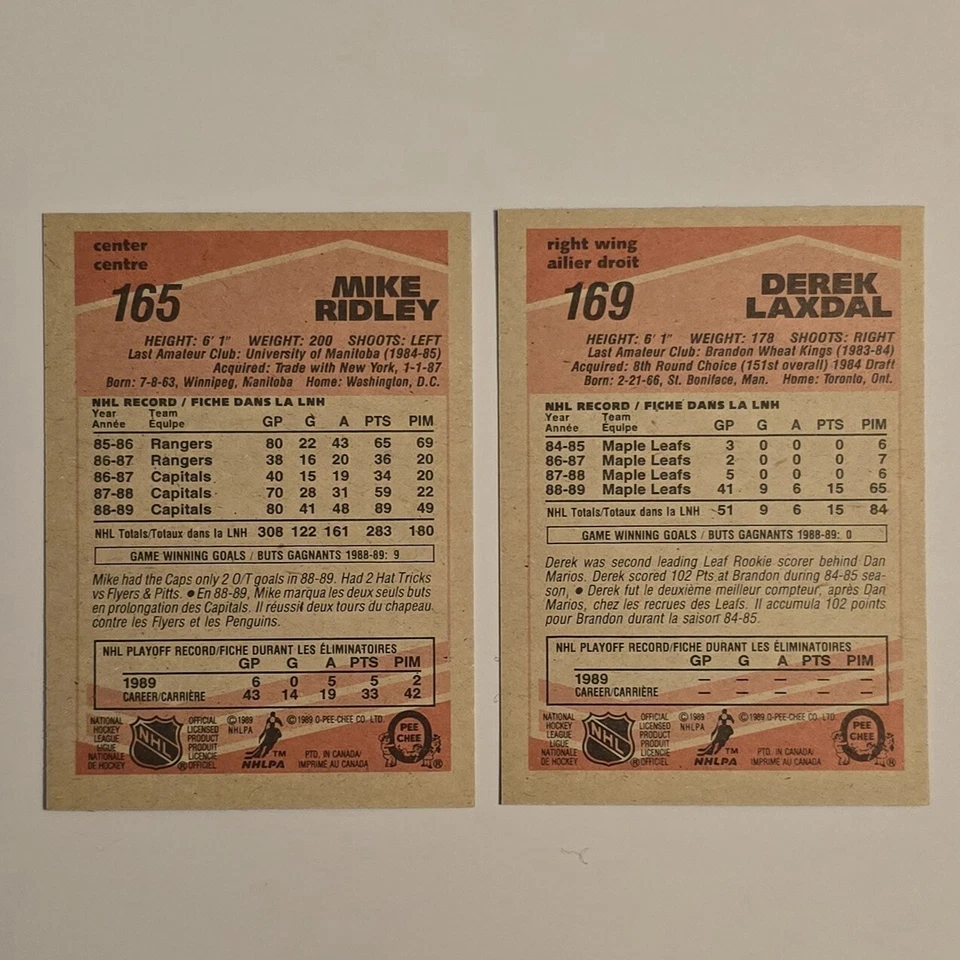 center
centre
165 MIKE
RIDLEY
HEIGHT: 6' 1" WEIGHT: 200 SHOOTS: LEFT
Last Amateur Club: University of Manitoba (1984-85)
Acquired: Trade with New York, 1-1-87
Born: 7-8-63, Winnipeg, Manitoba Home: Washington, D.C.
NHL RECORD / FICHE DANS LA LNH
Year Team
Année Équipe GP G A PTS PIM
85-86 Rangers 80 22 43 65 69
86-87 Rangers 38 16 20 36 20
86-87 Capitals 40 15 19 34 20
87-88 Capitals 70 28 31 59 22
88-89 Capitals 80 41 48 89 49
NHL Totals/Totaux dans la LNH 308 122 161 283 180
GAME WINNING GOALS / BUTS GAGNANTS 1988-89: 9
Mike had the Caps only 2 O/T goals in 88-89. Had 2 Hat Tricks
vs Flyers & Pitts. ● En 88-89, Mike marqua les deux seuls buts
en prolongation des Capitals. Il réussit deux tours du chapeau
contre les Flyers et les Penguins.
NHL PLAYOFF RECORD/FICHE DURANT LES ÉLIMINATOIRES
GP G A PTS PIM
1989 6 0 5 5 2
CAREER/CARRIÈRE 43 14 19 33 42
NATIONAL
HOCKEY
LEAGUE
LIGUE
NATIONALE
DE HOCKEY
NHL
®
OFFICIAL
LICENSED
PRODUCT
PRODUIT
LICENCIE
OFFICIEL
©1989
NHLPA
TM
NHLPA
©1989 O-PEE-CHEE CO. LTD.
PTD. IN CANADA/
IMPRIME AU CANADA
PEE
CHEE
®
right wing
ailier droit
169 DEREK
LAXDAL
HEIGHT: 6' 1" WEIGHT: 178 SHOOTS: RIGHT
Last Amateur Club: Brandon Wheat Kings (1983-84)
Acquired: 8th Round Choice (151st overall) 1984 Draft
Born: 2-21-66, St. Boniface, Man. Home: Toronto, Ont.
NHL RECORD / FICHE DANS LA LNH
Year Team
Année Équipe GP G A PTS PIM
84-85 Maple Leafs 3 0 0 0 6
86-87 Maple Leafs 2 0 0 0 7
87-88 Maple Leafs 5 0 0 0 6
88-89 Maple Leafs 41 9 6 15 65
NHL Totals/Totaux dans la LNH 51 9 6 15 84
GAME WINNING GOALS / BUTS GAGNANTS 1988-89: 0
Derek was second leading Leaf Rookie scorer behind Dan
Marios. Derek scored 102 Pts at Brandon during 84-85 sea-
son, ● Derek fut le deuxième meilleur compteur, après Dan
Marios, chez les recrues des Leafs. Il accumula 102 points
pour Brandon durant la saison 84-85.
NHL PLAYOFF RECORD/FICHE DURANT LES ÉLIMINATOIRES
GP G A PTS PIM
1989 — — — — —
CAREER/CARRIÈRE — — — — —
NATIONAL
HOCKEY
LEAGUE
LIGUE
NATIONALE
DE HOCKEY
NHL
®
OFFICIAL
LICENSED
PRODUCT
PRODUIT
LICENCIE
OFFICIEL
©1989
NHLPA
TM
NHLPA
©1989 O-PEE-CHEE CO. LTD.
PTD. IN CANADA/
IMPRIME AU CANADA
PEE
CHEE
®